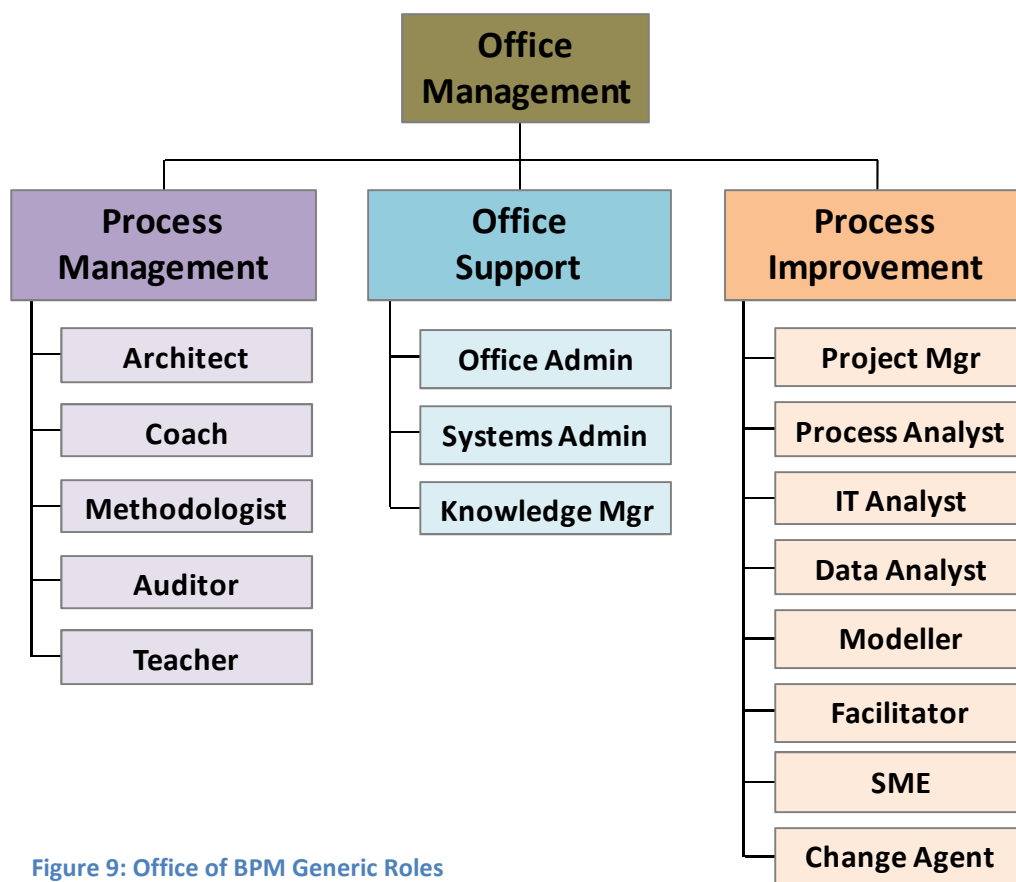 Office
Management
Process
Management
Office
Support
Process
Improvement
Architect
Coach
Methodologist
Auditor
Teacher
Office Admin
Systems Admin
Knowledge Mgr
Project Mgr
Process Analyst
IT Analyst
Data Analyst
Modeller
Facilitator
SME
Change Agent
Figure 9: Office of BPM Generic Roles